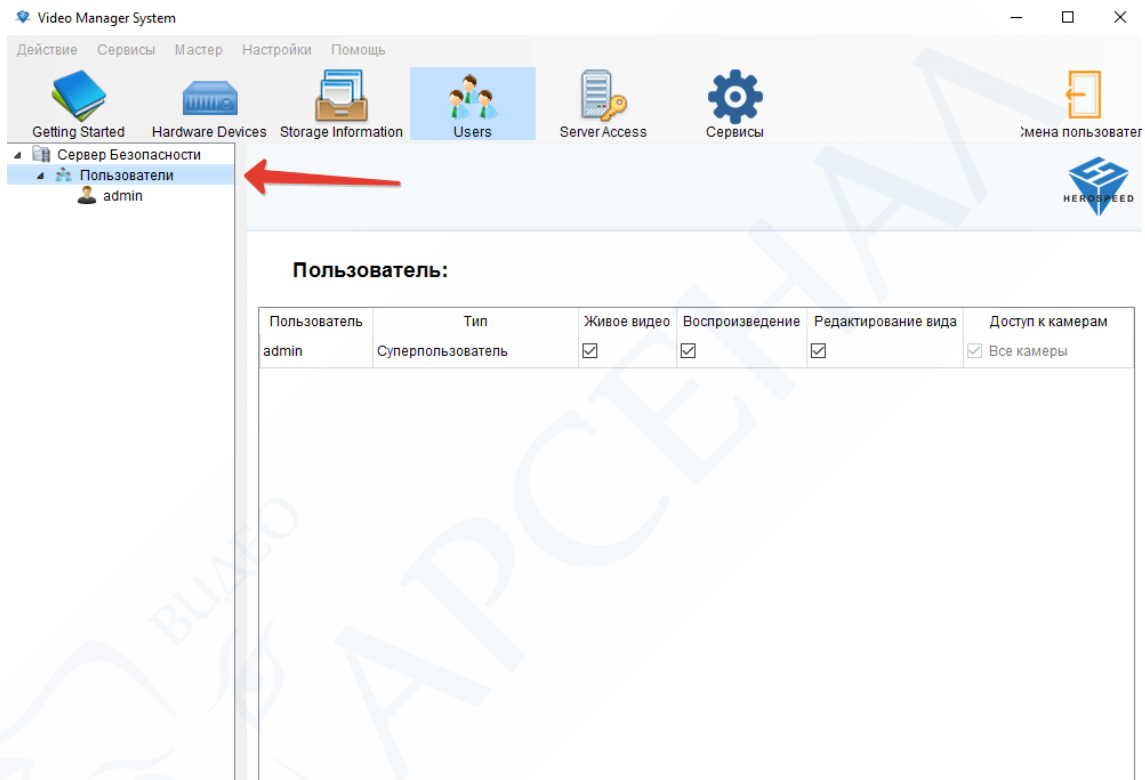 Video Manager System
Действие Сервисы Мастер Настройки Помощь
Getting Started Hardware Devices Storage Information Users Server Access Сервисы Смена пользовател
Сервер Безопасности
Пользователи
admin
HEROSPEED
Пользователь:
Пользователь Тип Живое видео Воспроизведение Редактирование вида Доступ к камерам
admin Суперпользователь Все камеры
ВИДЕО
АРСЕНАЛ